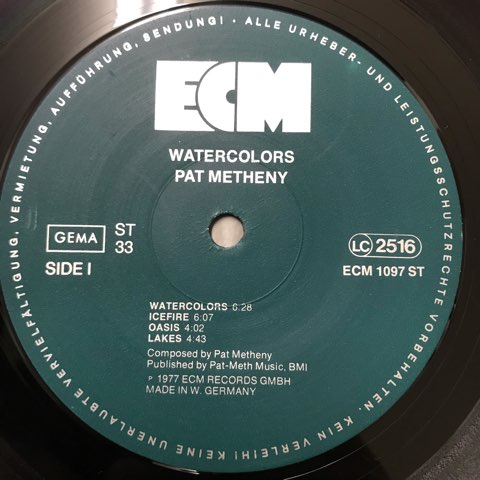 KEINE UNERLAUBTE VERVIELFÄLTIGUNG, VERMIETUNG, AUFFÜHRUNG, SENDUNG! · ALLE URHEBER- UND LEISTUNGSSCHUTZRECHTE VORBEHALTEN. KEIN VERLEIH!
ECM
WATERCOLORS
PAT METHENY
GEMA
ST
33
SIDE I
LC 2516
ECM 1097 ST
WATERCOLORS 6:28
ICEFIRE 6:07
OASIS 4:02
LAKES 4:43
Composed by Pat Metheny
Published by Pat-Meth Music, BMI
℗ 1977 ECM RECORDS GMBH
MADE IN W. GERMANY